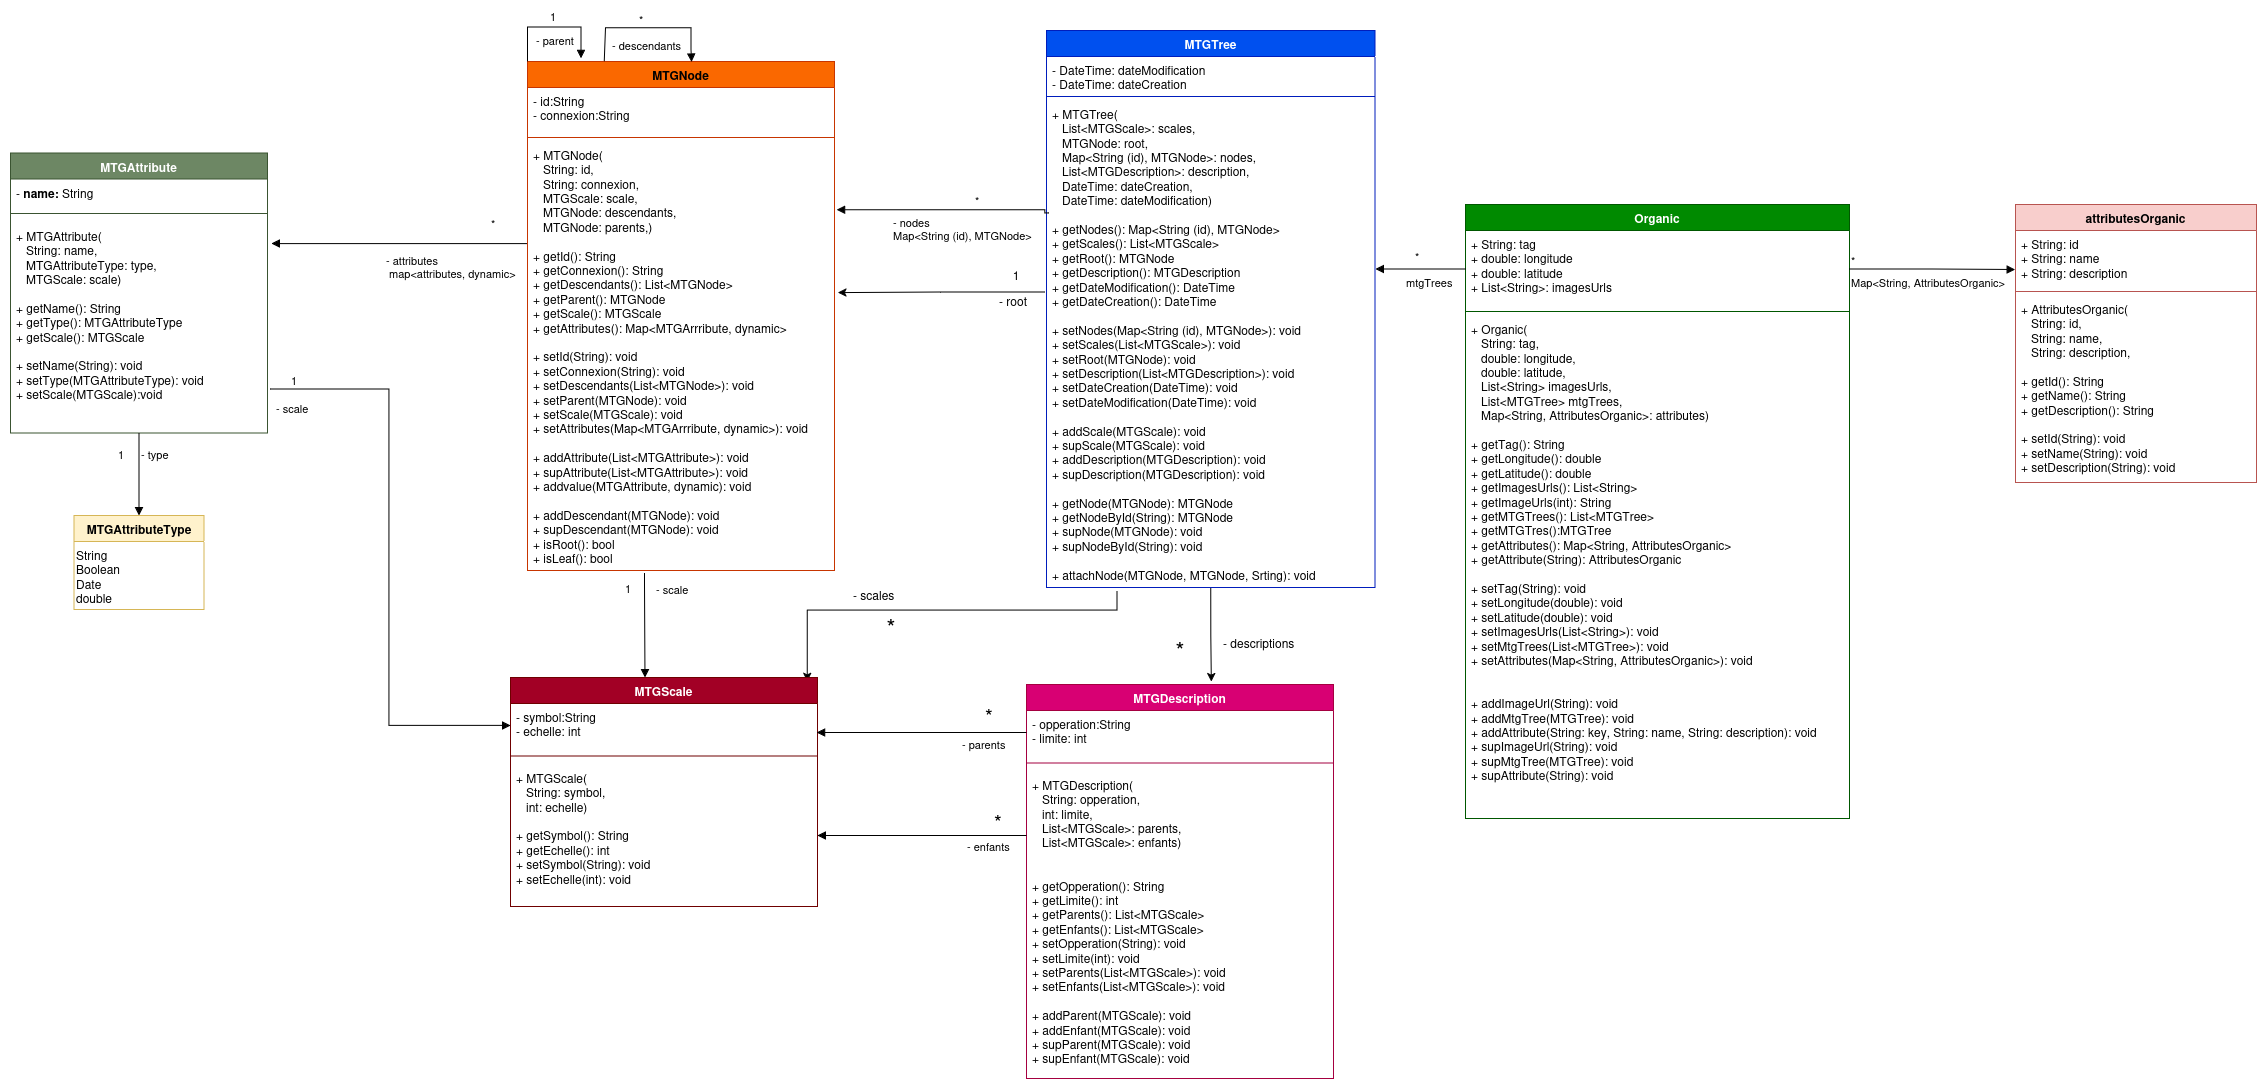 1
- parent
*
- descendants
MTGNode
- id:String
- connexion:String
+ MTGNode(
String: id,
String: connexion,
MTGScale: scale,
MTGNode: descendants,
MTGNode: parents,)
+ getId(): String
+ getConnexion(): String
+ getDescendants(): List<MTGNode>
+ getParent(): MTGNode
+ getScale(): MTGScale
+ getAttributes(): Map<MTGArrribute, dynamic>
+ setId(String): void
+ setConnexion(String): void
+ setDescendants(List<MTGNode>): void
+ setParent(MTGNode): void
+ setScale(MTGScale): void
+ setAttributes(Map<MTGArrribute, dynamic>): void
+ addAttribute(List<MTGAttribute>): void
+ supAttribute(List<MTGAttribute>): void
+ addvalue(MTGAttribute, dynamic): void
+ addDescendant(MTGNode): void
+ supDescendant(MTGNode): void
+ isRoot(): bool
+ isLeaf(): bool
MTGAttribute
- name: String
+ MTGAttribute(
String: name,
MTGAttributeType: type,
MTGScale: scale)
+ getName(): String
+ getType(): MTGAttributeType
+ getScale(): MTGScale
+ setName(String): void
+ setType(MTGAttributeType): void
+ setScale(MTGScale):void
*
- attributes
map<attributes, dynamic>
1
- scale
1
- type
MTGAttributeType
String
Boolean
Date
double
MTGTree
- DateTime: dateModification
- DateTime: dateCreation
+ MTGTree(
List<MTGScale>: scales,
MTGNode: root,
Map<String (id), MTGNode>: nodes,
List<MTGDescription>: description,
DateTime: dateCreation,
DateTime: dateModification)
+ getNodes(): Map<String (id), MTGNode>
+ getScales(): List<MTGScale>
+ getRoot(): MTGNode
+ getDescription(): MTGDescription
+ getDateModification(): DateTime
+ getDateCreation(): DateTime
+ setNodes(Map<String (id), MTGNode>): void
+ setScales(List<MTGScale>): void
+ setRoot(MTGNode): void
+ setDescription(List<MTGDescription>): void
+ setDateCreation(DateTime): void
+ setDateModification(DateTime): void
+ addScale(MTGScale): void
+ supScale(MTGScale): void
+ addDescription(MTGDescription): void
+ supDescription(MTGDescription): void
+ getNode(MTGNode): MTGNode
+ getNodeById(String): MTGNode
+ supNode(MTGNode): void
+ supNodeById(String): void
+ attachNode(MTGNode, MTGNode, Srting): void
*
- nodes
Map<String (id), MTGNode>
1
- root
1
- scale
- scales
*
*
- descriptions
MTGScale
- symbol:String
- echelle: int
+ MTGScale(
String: symbol,
int: echelle)
+ getSymbol(): String
+ getEchelle(): int
+ setSymbol(String): void
+ setEchelle(int): void
*
- parents
*
- enfants
MTGDescription
- opperation:String
- limite: int
+ MTGDescription(
String: opperation,
int: limite,
List<MTGScale>: parents,
List<MTGScale>: enfants)
+ getOpperation(): String
+ getLimite(): int
+ getParents(): List<MTGScale>
+ getEnfants(): List<MTGScale>
+ setOpperation(String): void
+ setLimite(int): void
+ setParents(List<MTGScale>): void
+ setEnfants(List<MTGScale>): void
+ addParent(MTGScale): void
+ addEnfant(MTGScale): void
+ supParent(MTGScale): void
+ supEnfant(MTGScale): void
*
mtgTrees
Organic
+ String: tag
+ double: longitude
+ double: latitude
+ List<String>: imagesUrls
+ Organic(
String: tag,
double: longitude,
double: latitude,
List<String> imagesUrls,
List<MTGTree> mtgTrees,
Map<String, AttributesOrganic>: attributes)
+ getTag(): String
+ getLongitude(): double
+ getLatitude(): double
+ getImagesUrls(): List<String>
+ getImageUrls(int): String
+ getMTGTrees(): List<MTGTree>
+ getMTGTres():MTGTree
+ getAttributes(): Map<String, AttributesOrganic>
+ getAttribute(String): AttributesOrganic
+ setTag(String): void
+ setLongitude(double): void
+ setLatitude(double): void
+ setImagesUrls(List<String>): void
+ setMtgTrees(List<MTGTree>): void
+ setAttributes(Map<String, AttributesOrganic>): void
+ addImageUrl(String): void
+ addMtgTree(MTGTree): void
+ addAttribute(String: key, String: name, String: description): void
+ supImageUrl(String): void
+ supMtgTree(MTGTree): void
+ supAttribute(String): void
*
Map<String, AttributesOrganic>
attributesOrganic
+ String: id
+ String: name
+ String: description
+ AttributesOrganic(
String: id,
String: name,
String: description,
+ getId(): String
+ getName(): String
+ getDescription(): String
+ setId(String): void
+ setName(String): void
+ setDescription(String): void